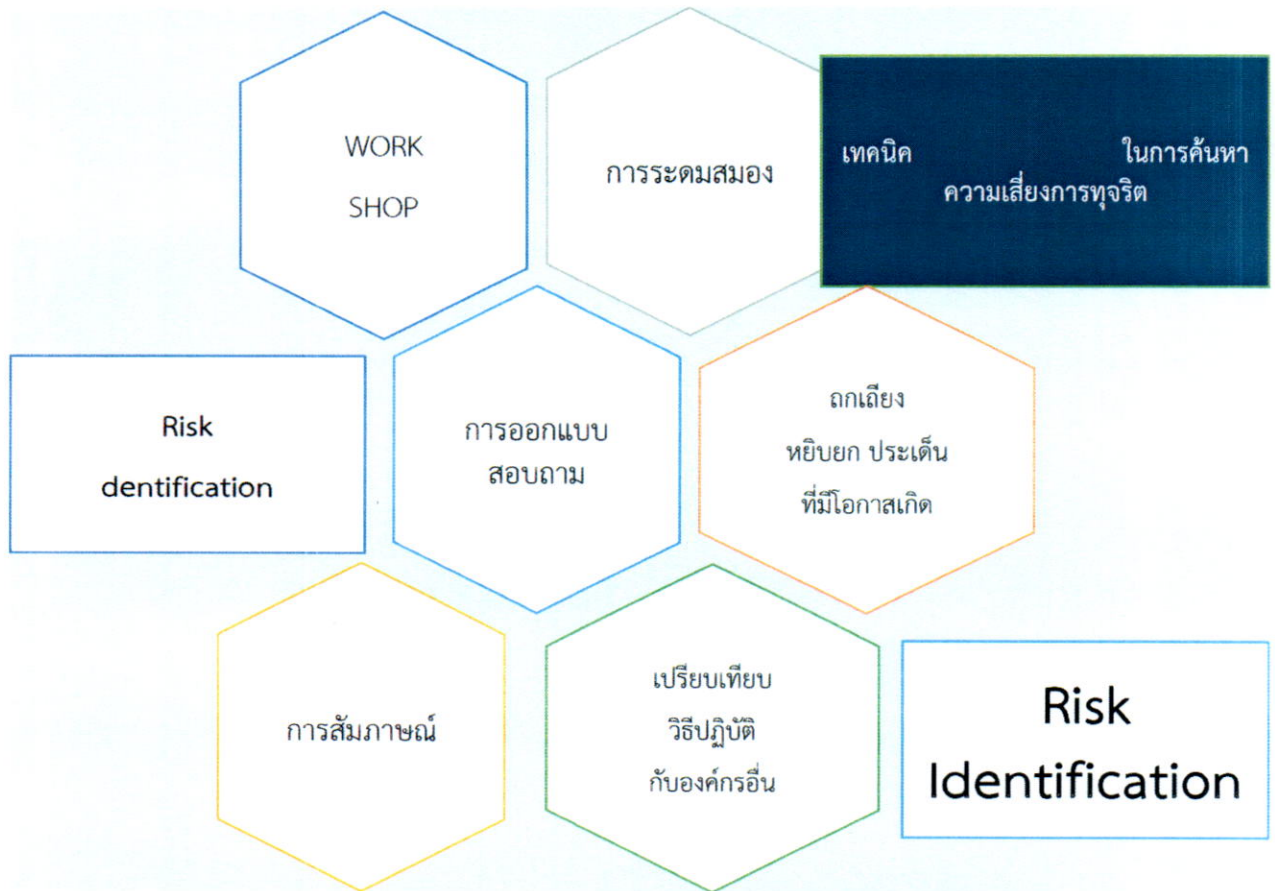 WORK
SHOP
การระดมสมอง
เทคนิค ในการค้นหา
ความเสี่ยงการทุจริต
Risk
dentification
การออกแบบ
สอบถาม
ถกเถียง
หยิบยก ประเด็น
ที่มีโอกาสเกิด
การสัมภาษณ์
เปรียบเทียบ
วิธีปฏิบัติ
กับองค์กรอื่น
Risk
Identification